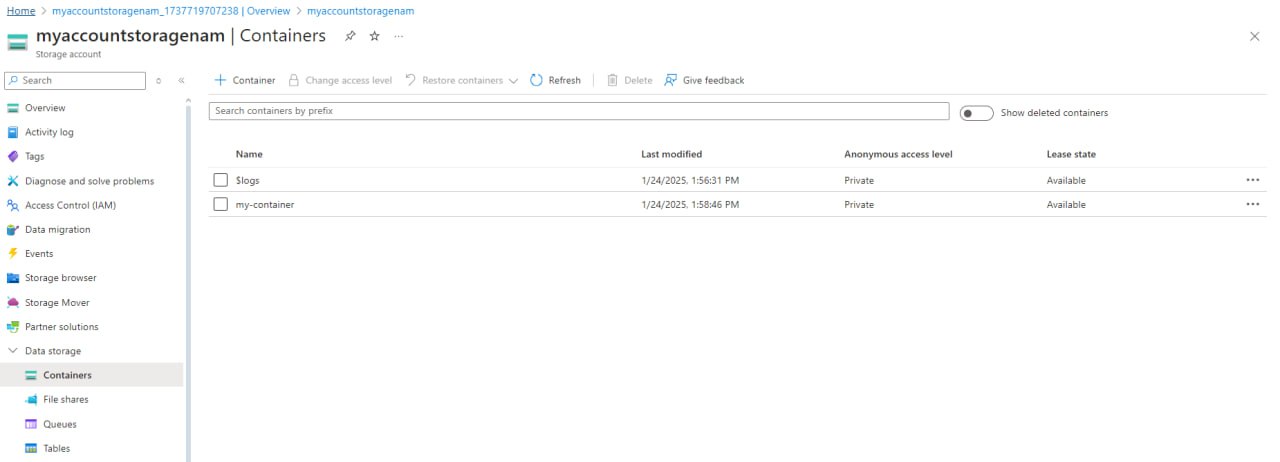 Home > myaccountstoragenam_1737719707238 | Overview > myaccountstoragenam
myaccountstoragenam | Containers
Storage account
Search
+ Container Change access level Restore containers Refresh Delete Give feedback
Search containers by prefix
Show deleted containers
Overview
Activity log
Tags
Diagnose and solve problems
Access Control (IAM)
Data migration
Events
Storage browser
Storage Mover
Partner solutions
Data storage
Containers
File shares
Queues
Tables
Name Last modified Anonymous access level Lease state
$logs 1/24/2025, 1:56:31 PM Private Available
my-container 1/24/2025, 1:58:46 PM Private Available